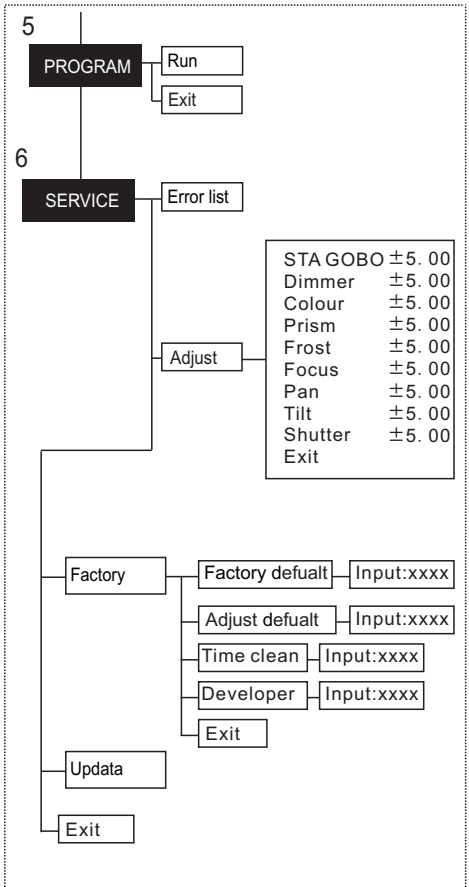 5
PROGRAM
Run
Exit
6
SERVICE
Error list
Adjust
STA GOBO ±5. 00
Dimmer ±5. 00
Colour ±5. 00
Prism ±5. 00
Frost ±5. 00
Focus ±5. 00
Pan ±5. 00
Tilt ±5. 00
Shutter ±5. 00
Exit
Factory
Factory defualt Input:xxxx
Adjust defualt Input:xxxx
Time clean Input:xxxx
Developer Input:xxxx
Exit
Updata
Exit